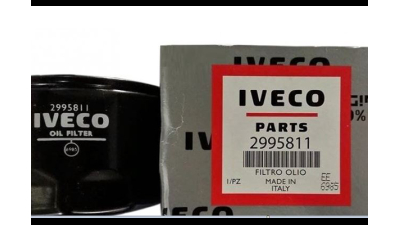 2995811
IVECO
OIL FILTER
IVECO
PARTS
2995811
FILTRO OLIO
1/PZ
MADE IN
ITALY
IVECO